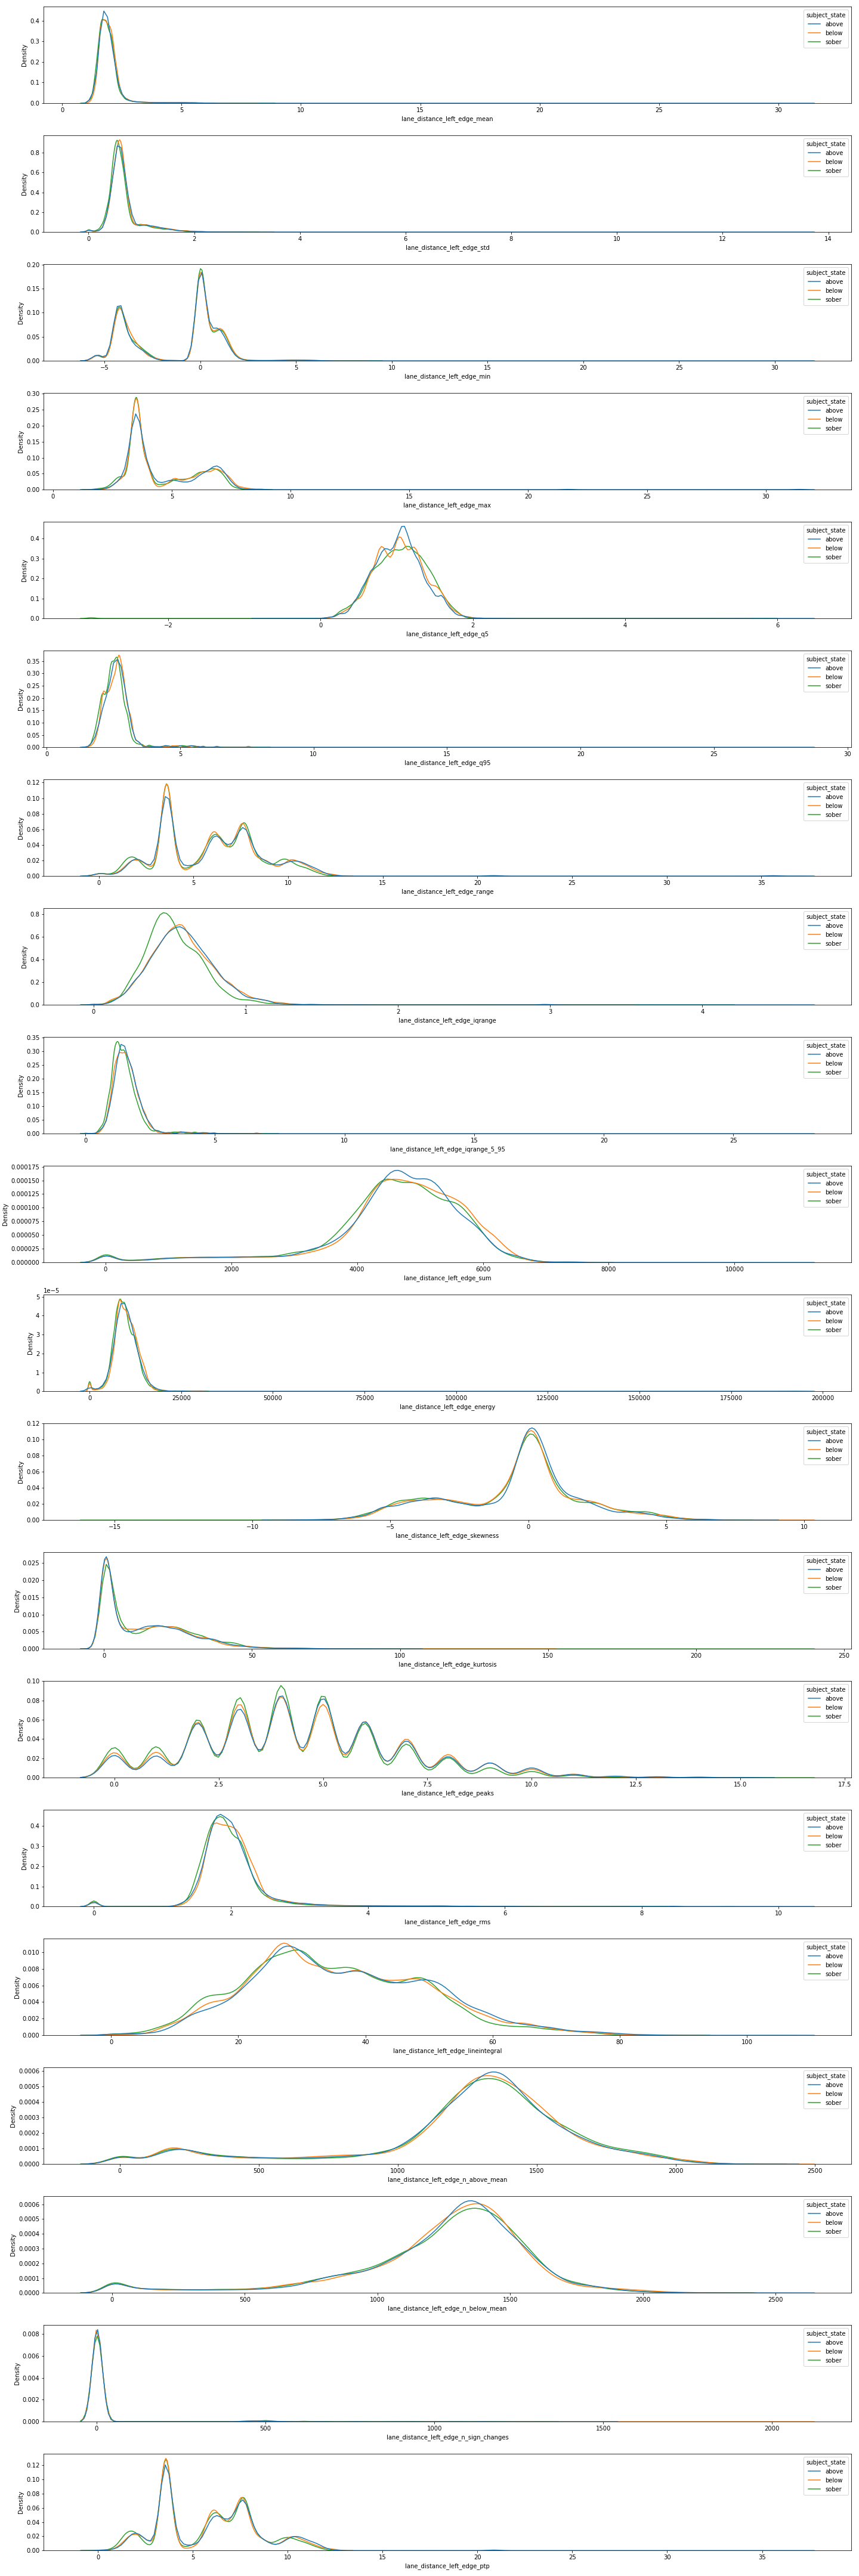 subject_state
above
below
sober
Density
0.0 0.1 0.2 0.3 0.4
0 5 10 15 20 25 30
lane_distance_left_edge_mean
subject_state
above
below
sober
Density
0.0 0.2 0.4 0.6 0.8
0 2 4 6 8 10 12 14
lane_distance_left_edge_std
subject_state
above
below
sober
Density
0.00 0.05 0.10 0.15 0.20
−5 0 5 10 15 20 25 30
lane_distance_left_edge_min
subject_state
above
below
sober
Density
0.00 0.05 0.10 0.15 0.20 0.25 0.30
0 5 10 15 20 25 30
lane_distance_left_edge_max
subject_state
above
below
sober
Density
0.0 0.1 0.2 0.3 0.4
−2 0 2 4 6
lane_distance_left_edge_q5
subject_state
above
below
sober
Density
0.00 0.05 0.10 0.15 0.20 0.25 0.30 0.35
0 5 10 15 20 25 30
lane_distance_left_edge_q95
subject_state
above
below
sober
Density
0.00 0.02 0.04 0.06 0.08 0.10 0.12
0 5 10 15 20 25 30 35
lane_distance_left_edge_range
subject_state
above
below
sober
Density
0.0 0.2 0.4 0.6 0.8
0 1 2 3 4
lane_distance_left_edge_iqrange
subject_state
above
below
sober
Density
0.00 0.05 0.10 0.15 0.20 0.25 0.30 0.35
0 5 10 15 20 25
lane_distance_left_edge_iqrange_5_95
subject_state
above
below
sober
Density
0.000000 0.000025 0.000050 0.000075 0.000100 0.000125 0.000150 0.000175
0 2000 4000 6000 8000 10000
lane_distance_left_edge_sum
1e−5
subject_state
above
below
sober
Density
0 1 2 3 4 5
0 25000 50000 75000 100000 125000 150000 175000 200000
lane_distance_left_edge_energy
subject_state
above
below
sober
Density
0.00 0.02 0.04 0.06 0.08 0.10 0.12
−15 −10 −5 0 5 10
lane_distance_left_edge_skewness
subject_state
above
below
sober
Density
0.000 0.005 0.010 0.015 0.020 0.025
0 50 100 150 200 250
lane_distance_left_edge_kurtosis
subject_state
above
below
sober
Density
0.00 0.02 0.04 0.06 0.08 0.10
0.0 2.5 5.0 7.5 10.0 12.5 15.0 17.5
lane_distance_left_edge_peaks
subject_state
above
below
sober
Density
0.0 0.1 0.2 0.3 0.4
0 2 4 6 8 10
lane_distance_left_edge_rms
subject_state
above
below
sober
Density
0.000 0.002 0.004 0.006 0.008 0.010
0 20 40 60 80 100
lane_distance_left_edge_lineintegral
subject_state
above
below
sober
Density
0.0000 0.0001 0.0002 0.0003 0.0004 0.0005 0.0006
0 500 1000 1500 2000 2500
lane_distance_left_edge_n_above_mean
subject_state
above
below
sober
Density
0.0000 0.0001 0.0002 0.0003 0.0004 0.0005 0.0006
0 500 1000 1500 2000 2500
lane_distance_left_edge_n_below_mean
subject_state
above
below
sober
Density
0.000 0.002 0.004 0.006 0.008
0 500 1000 1500 2000
lane_distance_left_edge_n_sign_changes
subject_state
above
below
sober
Density
0.00 0.02 0.04 0.06 0.08 0.10 0.12
0 5 10 15 20 25 30 35
lane_distance_left_edge_ptp